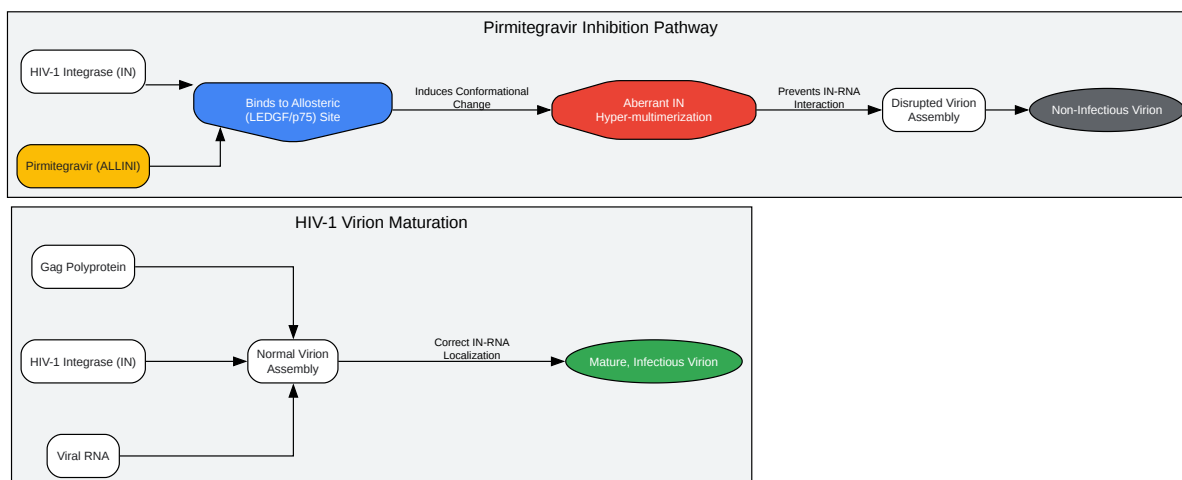 Pirmitegravir Inhibition Pathway
HIV-1 Integrase (IN)
Pirmitegravir (ALLINI)
Binds to Allosteric
(LEDGF/p75) Site
Induces Conformational
Change
Aberrant IN
Hyper-multimerization
Prevents IN-RNA
Interaction
Disrupted Virion
Assembly
Non-Infectious Virion
HIV-1 Virion Maturation
Gag Polyprotein
HIV-1 Integrase (IN)
Viral RNA
Normal Virion
Assembly
Correct IN-RNA
Localization
Mature, Infectious Virion